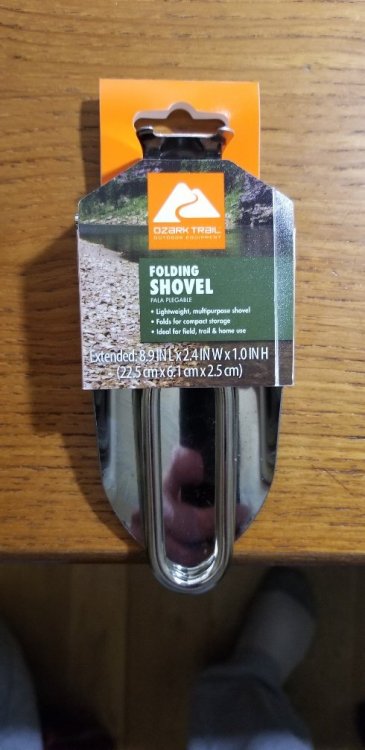 OZARK TRAIL
OUTDOOR EQUIPMENT
FOLDING
SHOVEL
PALA PLEGABLE
• Lightweight, multipurpose shovel
• Folds for compact storage
• Ideal for field, trail & home use
Extended: 8.9 IN L x 2.4 IN W x 1.0 IN H
(22.5 cm x 6.1 cm x 2.5 cm)